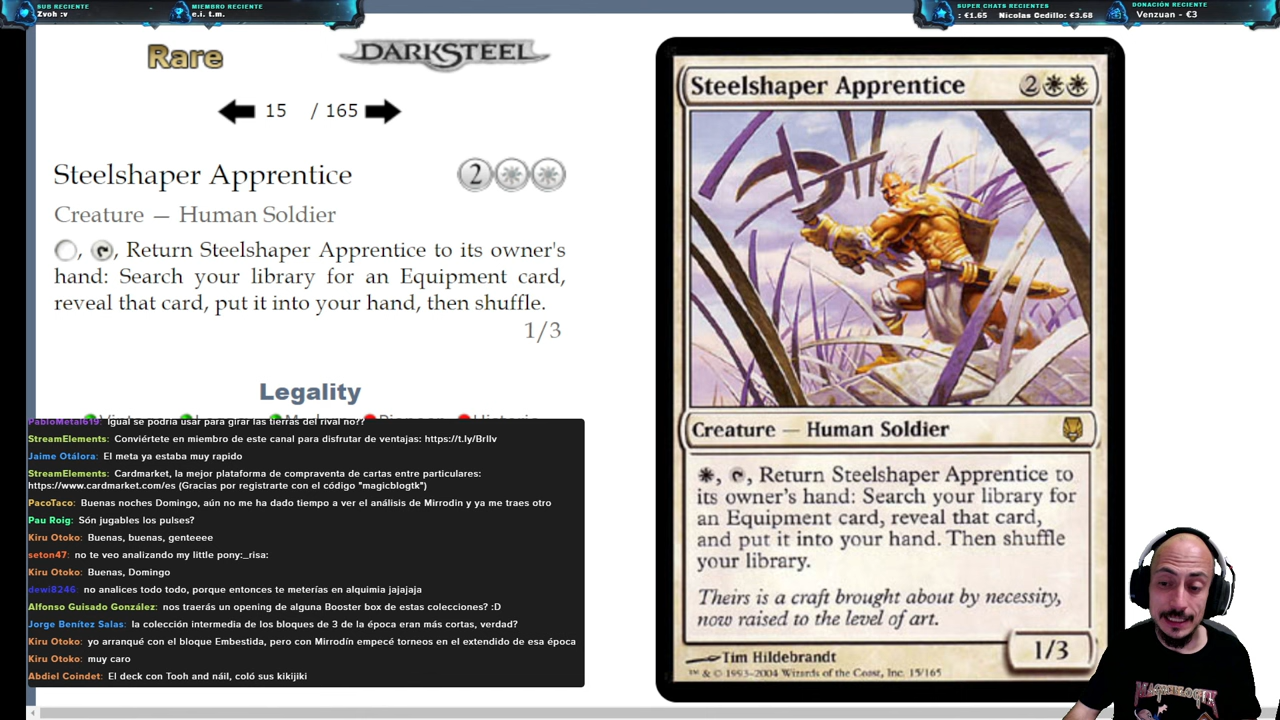 SUB RECIENTE
Zvoh :v
MIEMBRO RECIENTE
e.i. t.m.
SUPER CHATS RECIENTES
: €1.65 Nicolas Cedillo: €3.68
DONACIÓN RECIENTE
Venzuan - €3
Rare
DARKSTEEL
15 / 165
Steelshaper Apprentice 2
Creature — Human Soldier
, , Return Steelshaper Apprentice to its owner's
hand: Search your library for an Equipment card,
reveal that card, put it into your hand, then shuffle.
1/3
Legality
PabloMetal619: Igual se podría usar para girar las tierras del rival no??
StreamElements: Conviértete en miembro de este canal para disfrutar de ventajas: https://t.ly/Brllv
Jaime Otálora: El meta ya estaba muy rapido
StreamElements: Cardmarket, la mejor plataforma de compraventa de cartas entre particulares:
https://www.cardmarket.com/es (Gracias por registrarte con el código "magicblogtk")
PacoTaco: Buenas noches Domingo, aún no me ha dado tiempo a ver el análisis de Mirrodin y ya me traes otro
Pau Roig: Són jugables los pulses?
Kiru Otoko: Buenas, buenas, genteeee
seton47: no te veo analizando my little pony:_risa:
Kiru Otoko: Buenas, Domingo
dewi8246: no analices todo todo, porque entonces te meterías en alquimia jajajaja
Alfonso Guisado González: nos traerás un opening de alguna Booster box de estas colecciones? :D
Jorge Benítez Salas: la colección intermedia de los bloques de 3 de la época eran más cortas, verdad?
Kiru Otoko: yo arranqué con el bloque Embestida, pero con Mirrodín empecé torneos en el extendido de esa época
Kiru Otoko: muy caro
Abdiel Coindet: El deck con Tooh and náil, coló sus kikijiki
Steelshaper Apprentice 2
Creature — Human Soldier
, , Return Steelshaper Apprentice to
its owner's hand: Search your library for
an Equipment card, reveal that card,
and put it into your hand. Then shuffle
your library.
Theirs is a craft brought about by necessity,
now raised to the level of art.
Tim Hildebrandt
™ & © 1993–2004 Wizards of the Coast, Inc. 15/165
1/3